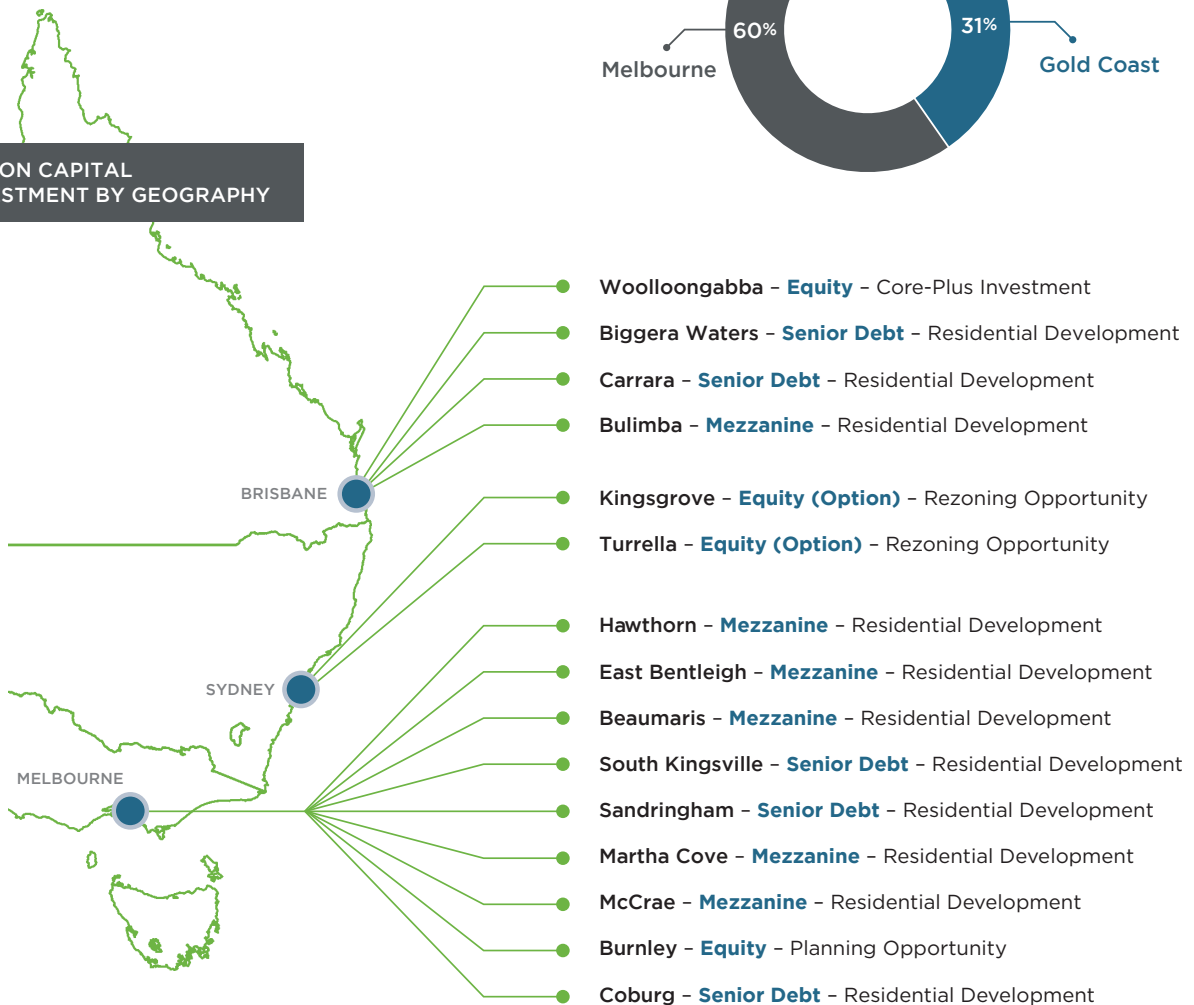 60%
31%
Melbourne
Gold Coast
ON CAPITAL
STMENT BY GEOGRAPHY
Woolloongabba – Equity – Core-Plus Investment
Biggera Waters – Senior Debt – Residential Development
Carrara – Senior Debt – Residential Development
Bulimba – Mezzanine – Residential Development
BRISBANE
Kingsgrove – Equity (Option) – Rezoning Opportunity
Turrella – Equity (Option) – Rezoning Opportunity
Hawthorn – Mezzanine – Residential Development
East Bentleigh – Mezzanine – Residential Development
SYDNEY
Beaumaris – Mezzanine – Residential Development
South Kingsville – Senior Debt – Residential Development
MELBOURNE
Sandringham – Senior Debt – Residential Development
Martha Cove – Mezzanine – Residential Development
McCrae – Mezzanine – Residential Development
Burnley – Equity – Planning Opportunity
Coburg – Senior Debt – Residential Development